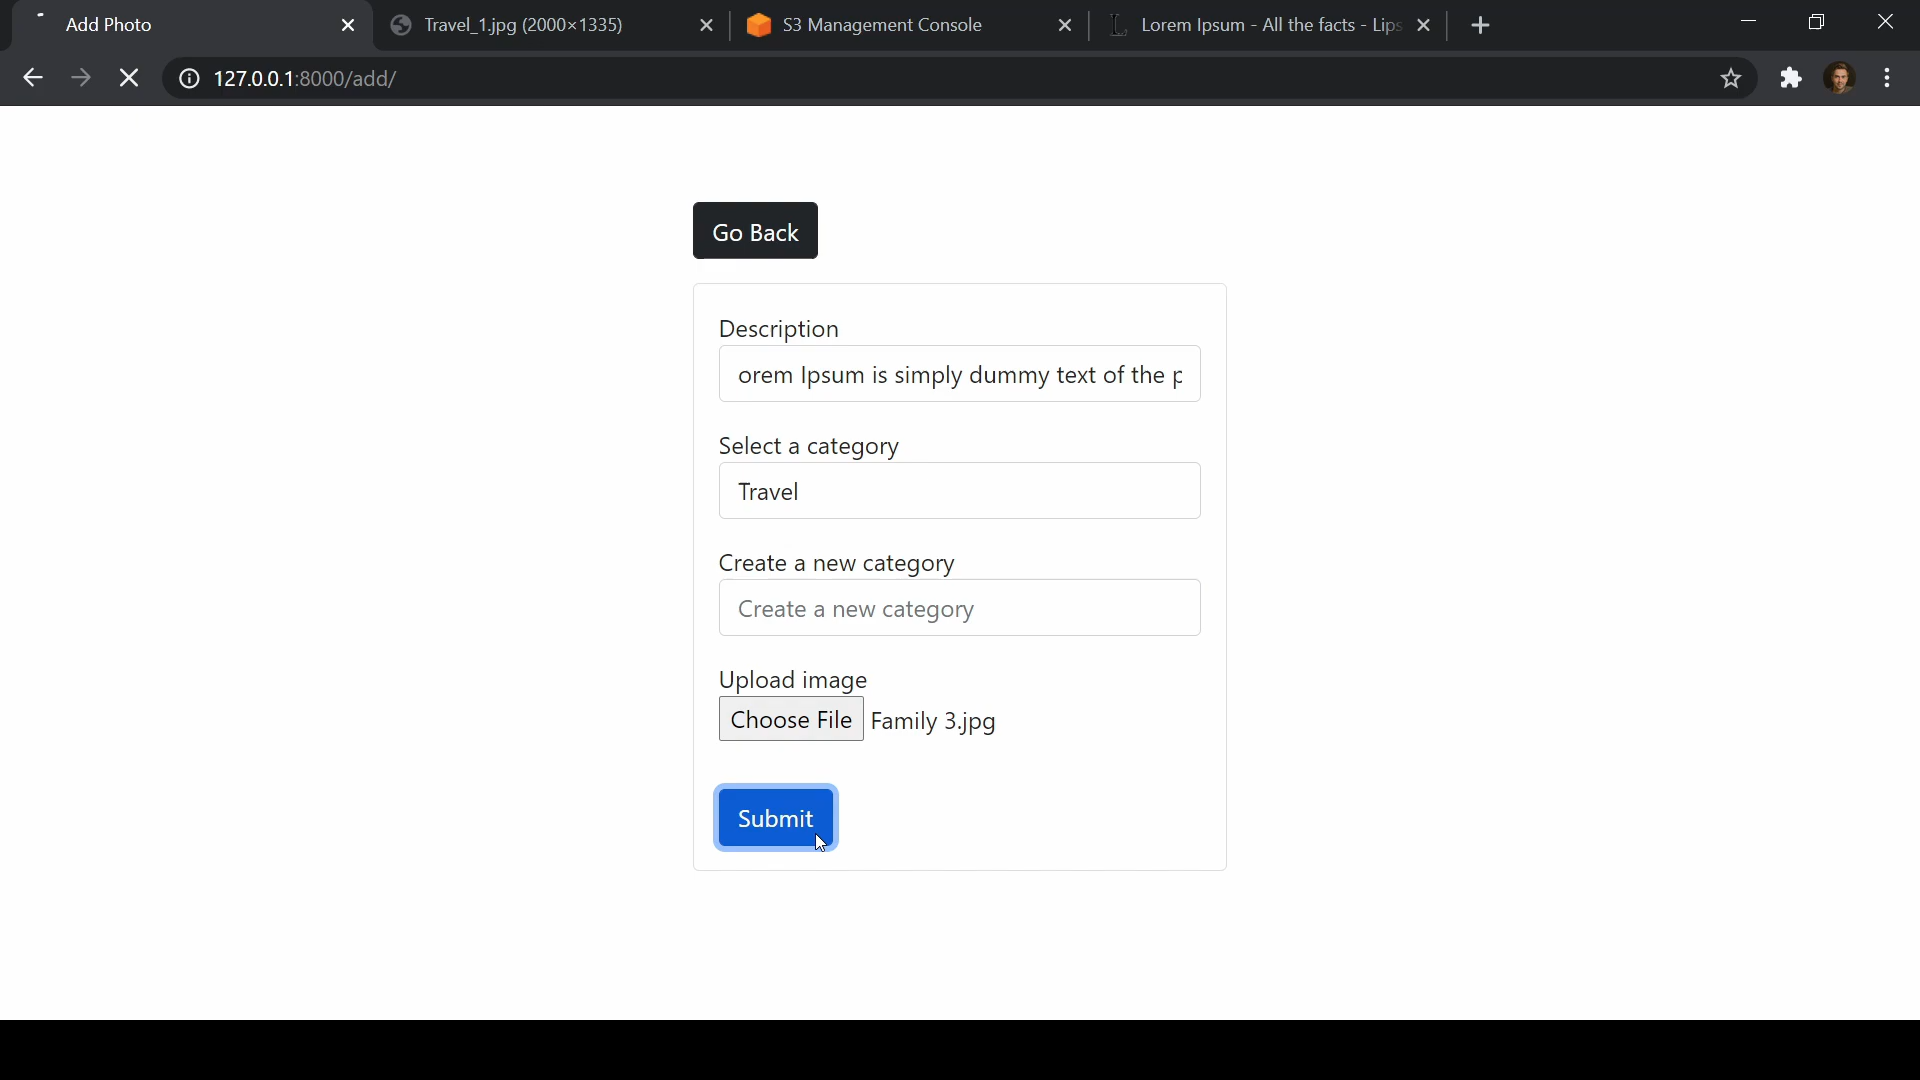 Add Photo
Travel_1.jpg (2000×1335)
S3 Management Console
Lorem Ipsum - All the facts - Lips
127.0.0.1:8000/add/
Go Back
Description
orem Ipsum is simply dummy text of the p
Select a category
Travel
Create a new category
Create a new category
Upload image
Choose File Family 3.jpg
Submit